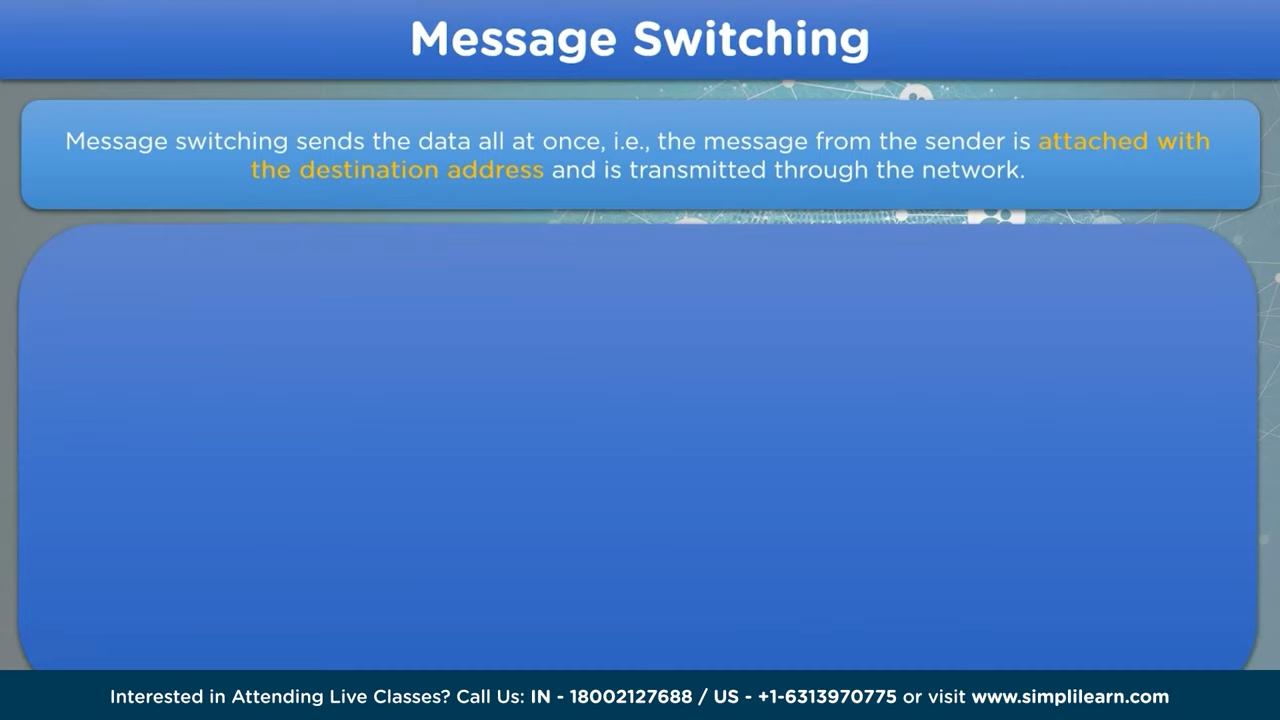 Message Switching
Message switching sends the data all at once, i.e., the message from the sender is attached with
the destination address and is transmitted through the network.
Interested in Attending Live Classes? Call Us: IN - 18002127688 / US - +1-6313970775 or visit www.simplilearn.com